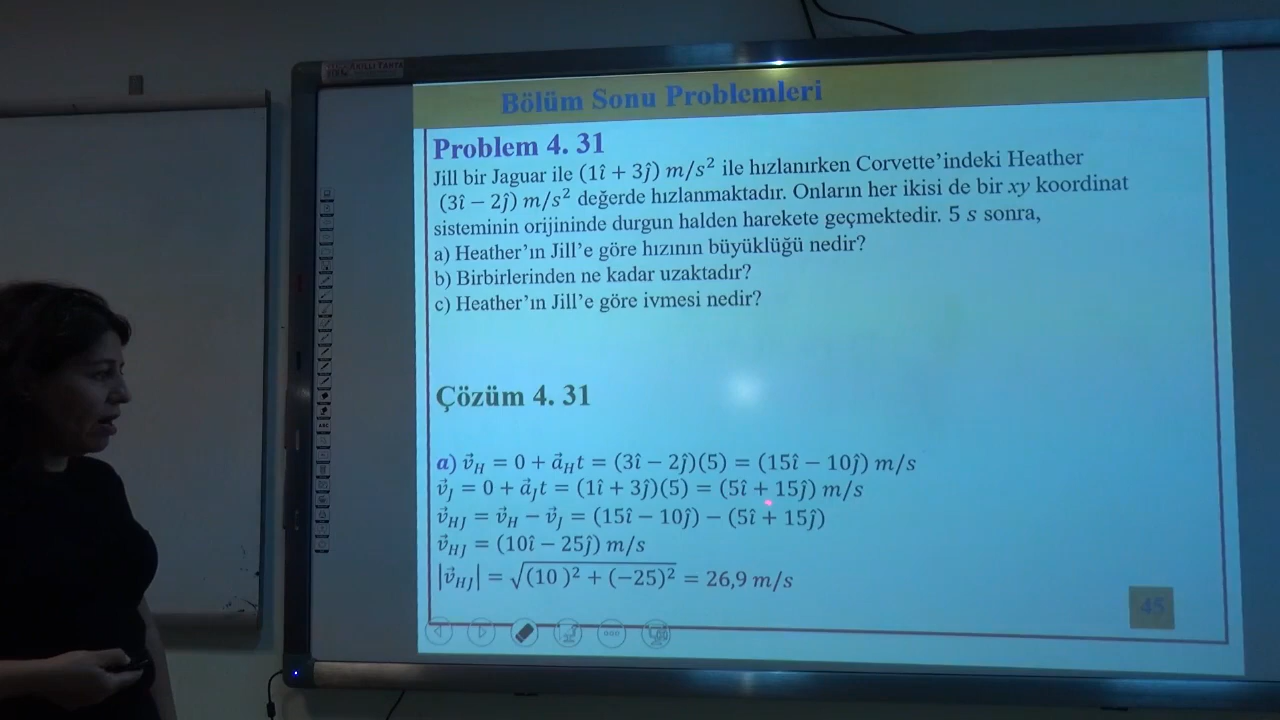 AKILLI TAHTA
Bölüm Sonu Problemleri
Problem 4. 31
Jill bir Jaguar ile (1î + 3ĵ) m/s² ile hızlanırken Corvette’indeki Heather
(3î − 2ĵ) m/s² değerde hızlanmaktadır. Onların her ikisi de bir xy koordinat
sisteminin orijininde durgun halden harekete geçmektedir. 5 s sonra,
a) Heather’ın Jill’e göre hızının büyüklüğü nedir?
b) Birbirlerinden ne kadar uzaktadır?
c) Heather’ın Jill’e göre ivmesi nedir?
Çözüm 4. 31
a) v⃗_H = 0 + a⃗_H t = (3î − 2ĵ)(5) = (15î − 10ĵ) m/s
v⃗_J = 0 + a⃗_J t = (1î + 3ĵ)(5) = (5î + 15ĵ) m/s
v⃗_HJ = v⃗_H − v⃗_J = (15î − 10ĵ) − (5î + 15ĵ)
v⃗_HJ = (10î − 25ĵ) m/s
|v⃗_HJ| = √((10 )² + (−25)²) = 26,9 m/s
45
ABC